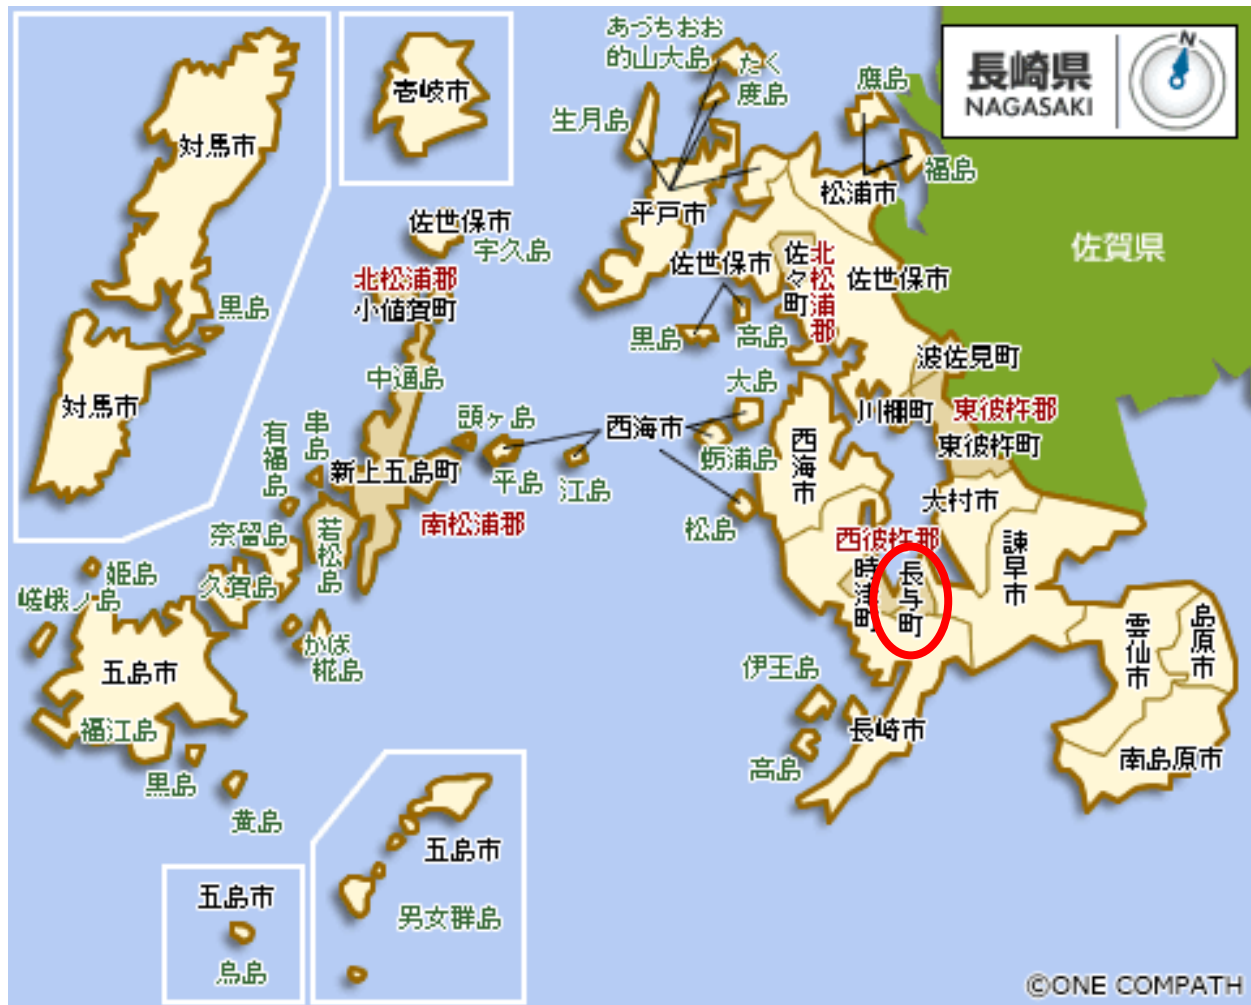 長崎県
NAGASAKI
N
佐賀県
対馬市
黒島
対馬市
壱岐市
あづちおお
的山大島
たく
度島
生月島
平戸市
鷹島
福島
松浦市
佐世保市
宇久島
北松浦郡
小値賀町
佐世保市
佐々町
北松浦郡
佐世保市
黒島
高島
波佐見町
川棚町
東彼杵郡
東彼杵町
中通島
頭ヶ島
新上五島町
南松浦郡
有福島
串島
若松島
奈留島
久賀島
平島
江島
西海市
大島
蛎浦島
松島
西海市
大村市
西彼杵郡
時津町
長与町
諫早市
雲仙市
島原市
南島原市
長崎市
伊王島
高島
姫島
嵯峨ノ島
五島市
福江島
かば
椛島
黒島
黄島
五島市
男女群島
五島市
鳥島
©ONE COMPATH